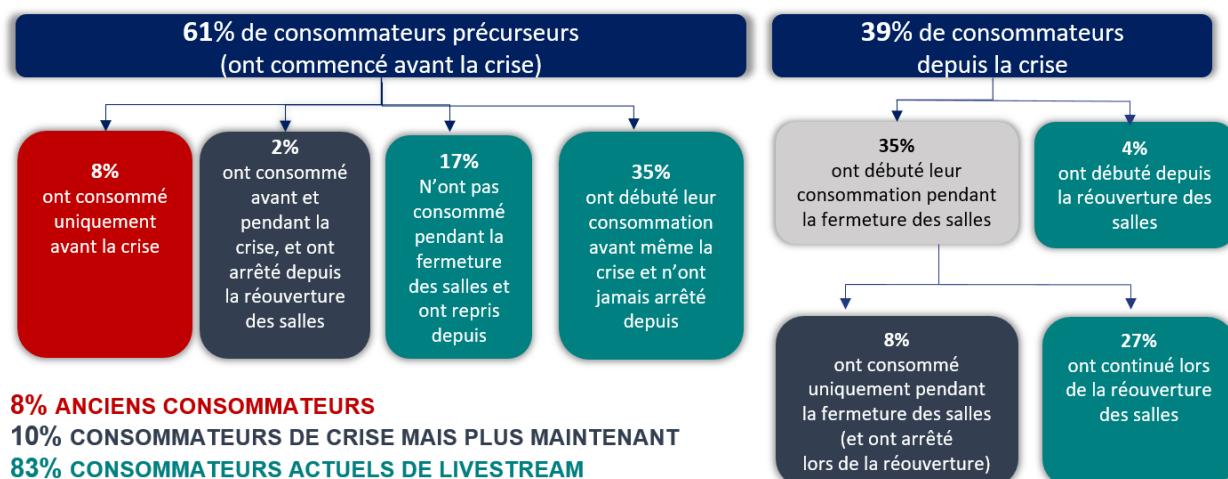 61% de consommateurs précurseurs
(ont commencé avant la crise)
39% de consommateurs
depuis la crise
8%
ont consommé
uniquement
avant la crise
2%
ont consommé
avant et
pendant la
crise, et ont
arrêté depuis
la réouverture
des salles
17%
N'ont pas
consommé
pendant la
fermeture
des salles et
ont repris
depuis
35%
ont débuté leur
consommation
avant même la
crise et n'ont
jamais arrêté
depuis
35%
ont débuté leur
consommation pendant
la fermeture des salles
4%
ont débuté depuis
la réouverture des
salles
8%
ont consommé
uniquement pendant
la fermeture des salles
(et ont arrêté
lors de la réouverture)
27%
ont continué lors
de la réouverture
des salles
8% ANCIENS CONSOMMATEURS
10% CONSOMMATEURS DE CRISE MAIS PLUS MAINTENANT
83% CONSOMMATEURS ACTUELS DE LIVESTREAM